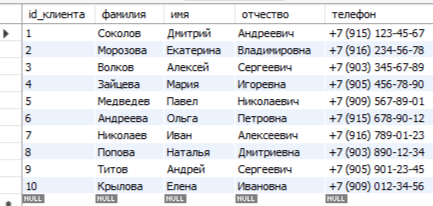 id_клиента фамилия имя отчество телефон
1 Соколов Дмитрий Андреевич +7 (915) 123-45-67
2 Морозова Екатерина Владимировна +7 (916) 234-56-78
3 Волков Алексей Сергеевич +7 (903) 345-67-89
4 Зайцева Мария Игоревна +7 (905) 456-78-90
5 Медведев Павел Николаевич +7 (909) 567-89-01
6 Андреева Ольга Петровна +7 (915) 678-90-12
7 Николаев Иван Алексеевич +7 (916) 789-01-23
8 Попова Наталья Дмитриевна +7 (903) 890-12-34
9 Титов Андрей Сергеевич +7 (905) 901-23-45
10 Крылова Елена Ивановна +7 (909) 012-34-56
NULL NULL NULL NULL NULL